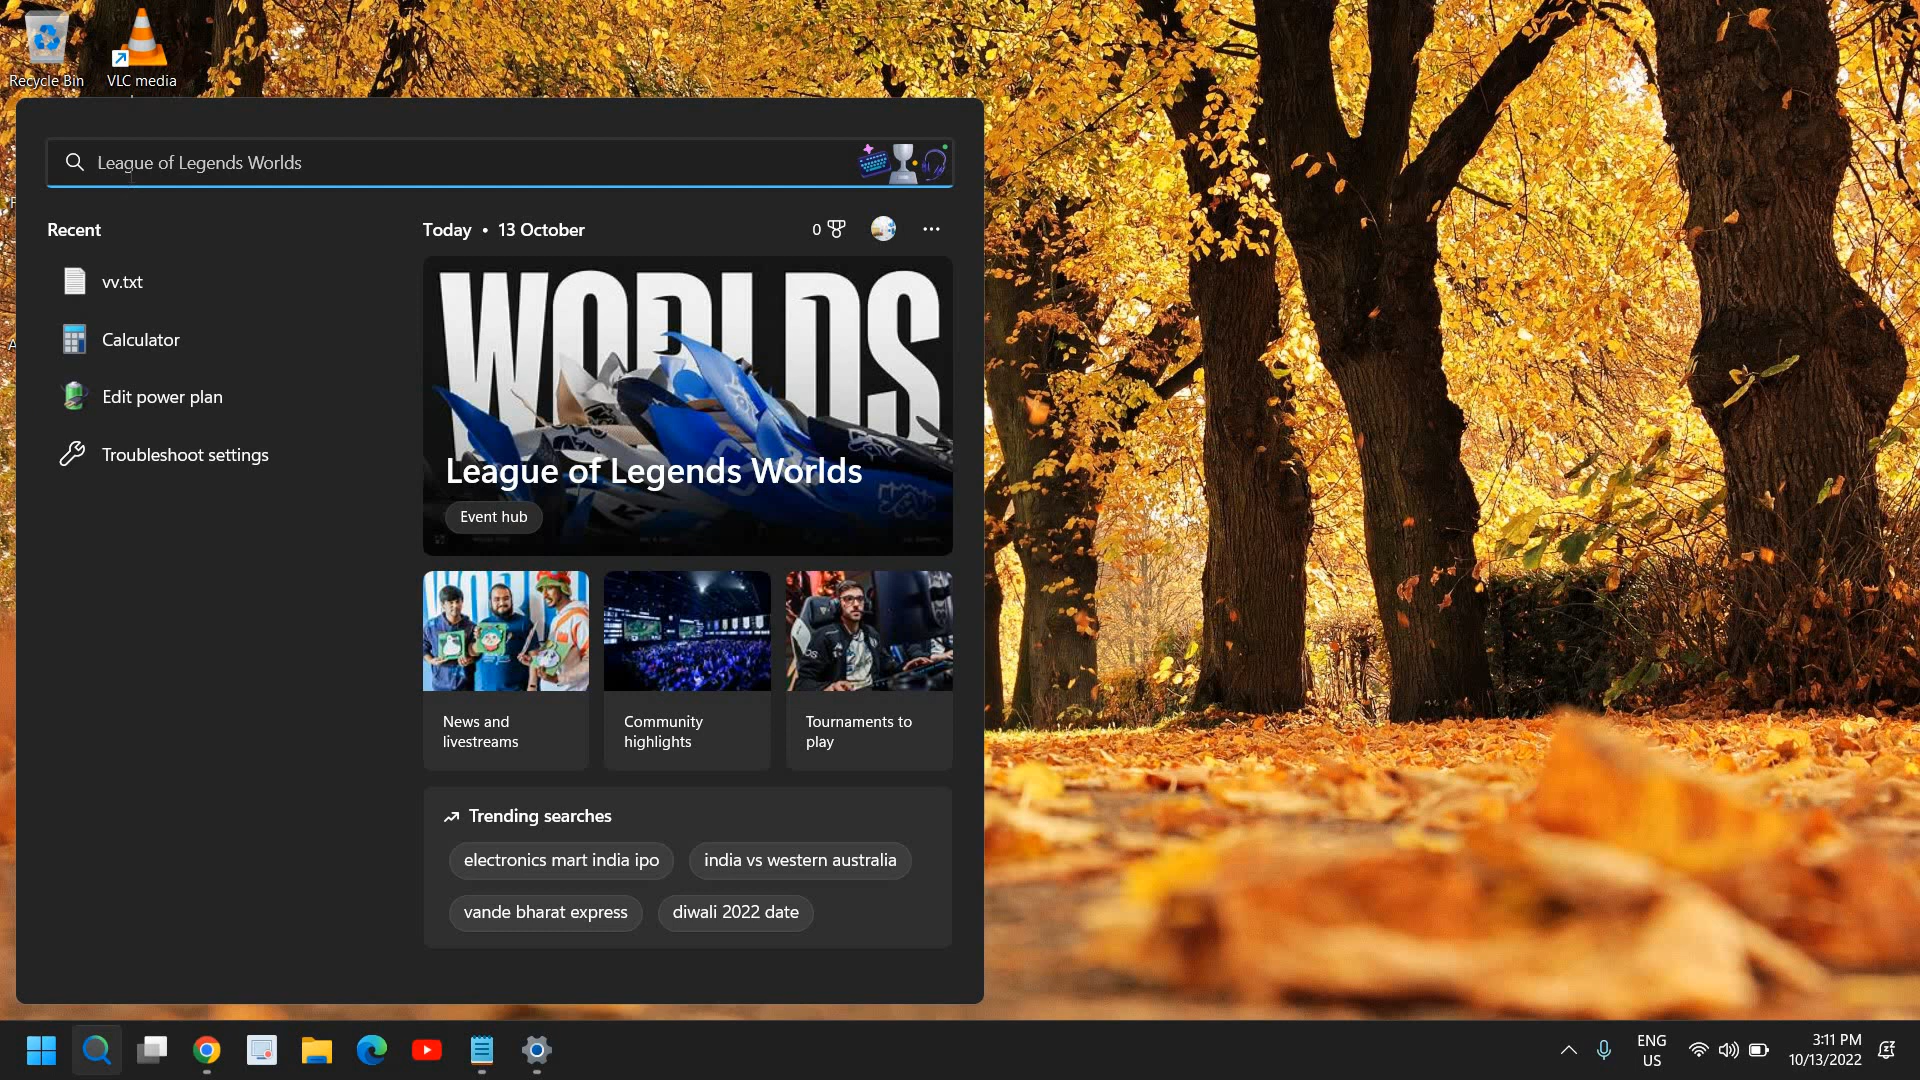 Recycle Bin
VLC media
League of Legends Worlds
Recent
Today • 13 October
0
vv.txt
Calculator
Edit power plan
Troubleshoot settings
WORLDS
League of Legends Worlds
Event hub
News and
livestreams
Community
highlights
Tournaments to
play
Trending searches
electronics mart india ipo
india vs western australia
vande bharat express
diwali 2022 date
ENG
US
3:11 PM
10/13/2022